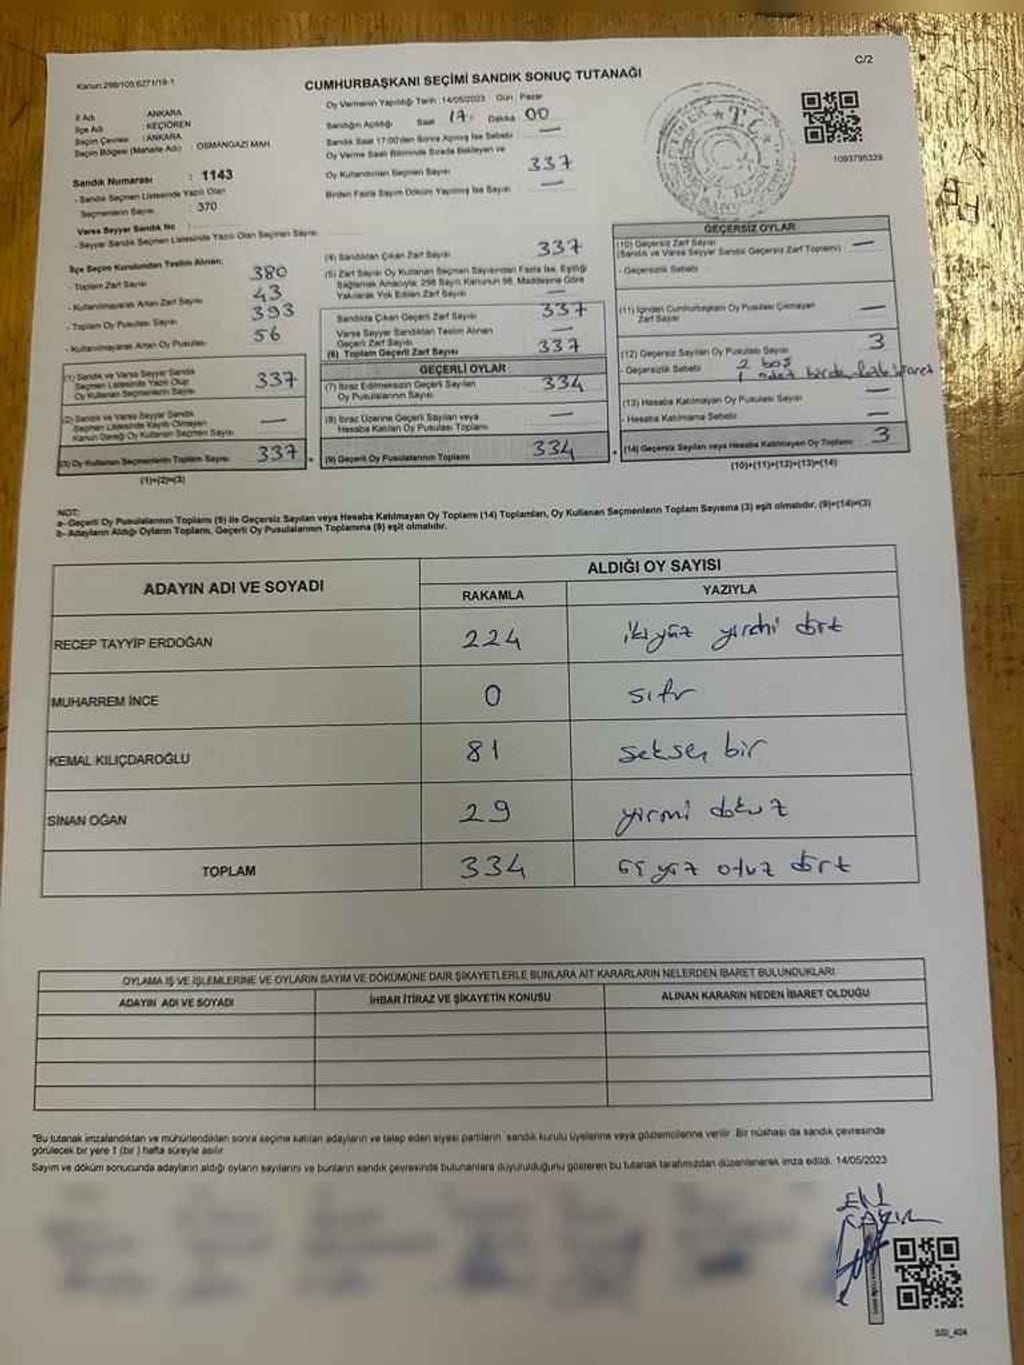 Kanun:298/105;6271/18-1
C/2
CUMHURBAŞKANI SEÇİMİ SANDIK SONUÇ TUTANAĞI
İl Adı : ANKARA
İlçe Adı : KEÇİÖREN
Seçim Çevresi : ANKARA
Seçim Bölgesi (Mahalle Adı) : OSMANGAZİ MAH
Sandık Numarası : 1143
- Sandık Seçmen Listesinde Yazılı Olan
Seçmenlerin Sayısı : 370
Varsa Seyyar Sandık No :
- Seyyar Sandık Seçmen Listesinde Yazılı Olan Seçmen Sayısı:
Oy Vermenin Yapıldığı Tarih :14/05/2023 Gün : Pazar
Sandığın Açıldığı Saat 17: Dakika 00
Sandık Saat 17:00'den Sonra Açılmış İse Sebebi —
Oy Verme Saati Bitiminde Sırada Bekleyen ve
Oy Kullandırılan Seçmen Sayısı 337
Birden Fazla Sayım Döküm Yapılmış İse Sayısı —
T.C.
1093795329
İlçe Seçim Kurulundan Teslim Alınan;
- Toplam Zarf Sayısı 380
- Kullanılmayarak Artan Zarf Sayısı 43
- Toplam Oy Pusulası Sayısı 393
- Kullanılmayarak Artan Oy Pusulası 56
(1) Sandık ve Varsa Seyyar Sandık
Seçmen Listesinde Yazılı Olup
Oy Kullanan Seçmenlerin Sayısı 337
(2) Sandık ve Varsa Seyyar Sandık
Seçmen Listesinde Kayıtlı Olmayan
Kanun Gereği Oy Kullanan Seçmen Sayısı —
(3) Oy Kullanan Seçmenlerin Toplam Sayısı 337
(1)+(2)=(3)
(4) Sandıktan Çıkan Zarf Sayısı 337
(5) Zarf Sayısı Oy Kullanan Seçmen Sayısından Fazla İse, Eşitliği
Sağlamak Amacıyla; 298 Sayılı Kanunun 98. Maddesine Göre
Yakılarak Yok Edilen Zarf Sayısı —
Sandıkta Çıkan Geçerli Zarf Sayısı 337
Varsa Seyyar Sandıktan Teslim Alınan
Geçerli Zarf Sayısı —
(6) Toplam Geçerli Zarf Sayısı 337
GEÇERLİ OYLAR
(7) İtiraz Edilmeksizin Geçerli Sayılan
Oy Pusulasının Sayısı 334
(8) İtiraz Üzerine Geçerli Sayılan veya
Hesaba Katılan Oy Pusulası Toplamı —
(9) Geçerli Oy Pusulalarının Toplamı 334
GEÇERSİZ OYLAR
(10) Geçersiz Zarf Sayısı
(Sandık ve Varsa Seyyar Sandık Geçersiz Zarf Toplamı) —
- Geçersizlik Sebebi
(11) İçinden Cumhurbaşkanı Oy Pusulası Çıkmayan
Zarf Sayısı —
(12) Geçersiz Sayılan Oy Pusulası Sayısı 3
- Geçersizlik Sebebi 2 boş
1 adet birden fazla işaret
(13) Hesaba Katılmayan Oy Pusulası Sayısı —
- Hesaba Katılmama Sebebi —
(14) Geçersiz Sayılan veya Hesaba Katılmayan Oy Toplamı 3
(10)+(11)+(12)+(13)=(14)
NOT:
a- Geçerli Oy Pusulalarının Toplamı (9) ile Geçersiz Sayılan veya Hesaba Katılmayan Oy Toplamı (14) Toplamları, Oy Kullanan Seçmenlerin Toplam Sayısına (3) eşit olmalıdır. (9)+(14)=(3)
b- Adayların Aldığı Oyların Toplamı, Geçerli Oy Pusulalarının Toplamına (9) eşit olmalıdır.
ADAYIN ADI VE SOYADI
ALDIĞI OY SAYISI
RAKAMLA YAZIYLA
RECEP TAYYİP ERDOĞAN 224 iki yüz yirmi dört
MUHARREM İNCE 0 sıfır
KEMAL KILIÇDAROĞLU 81 seksen bir
SİNAN OĞAN 29 yirmi dokuz
TOPLAM 334 üç yüz otuz dört
OYLAMA İŞ VE İŞLEMLERİNE VE OYLARIN SAYIM VE DÖKÜMÜNE DAİR ŞİKAYETLERLE BUNLARA AİT KARARLARIN NELERDEN İBARET BULUNDUKLARI
ADAYIN ADI VE SOYADI İHBAR İTİRAZ VE ŞİKAYETİN KONUSU ALINAN KARARIN NEDEN İBARET OLDUĞU
*Bu tutanak imzalandıktan ve mühürlendikten sonra seçime katılan adayların ve talep eden siyasi partilerin sandık kurulu üyelerine veya gözlemcilerine verilir. Bir nüshası da sandık çevresinde
görülecek bir yere 1 (bir) hafta süreyle asılır.
Sayım ve döküm sonucunda adayların aldığı oyların sayılarını ve bunların sandık çevresinde bulunanlara duyurulduğunu gösteren bu tutanak tarafımızdan düzenlenerek imza edildi. 14/05/2023